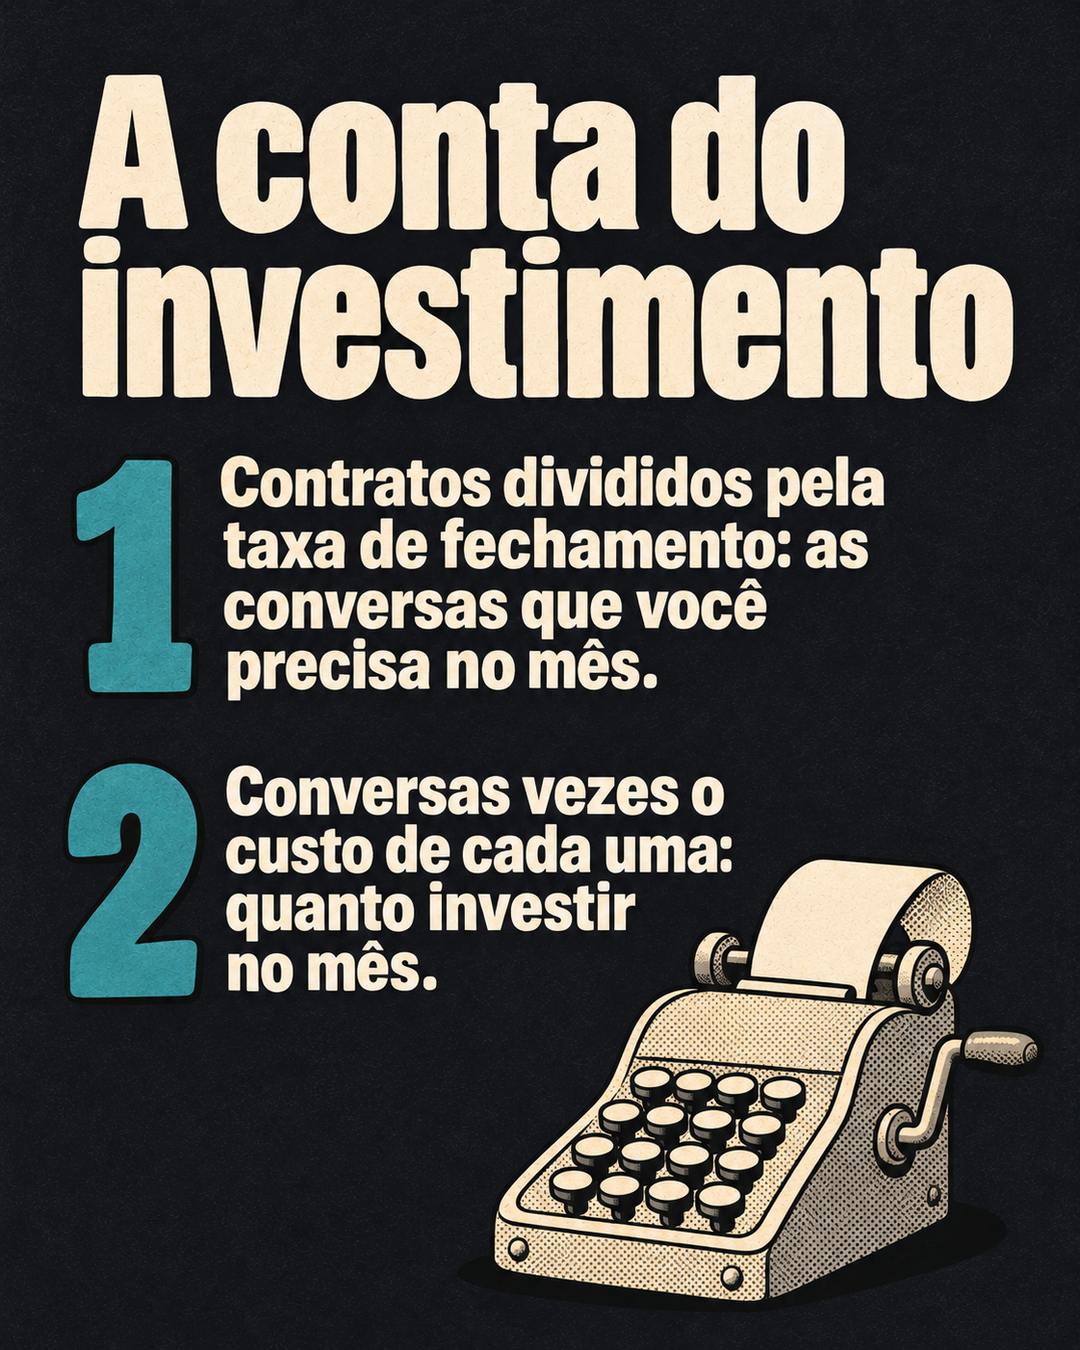 A conta do
investimento
1
Contratos divididos pela
taxa de fechamento: as
conversas que você
precisa no mês.
2
Conversas vezes o
custo de cada uma:
quanto investir
no mês.